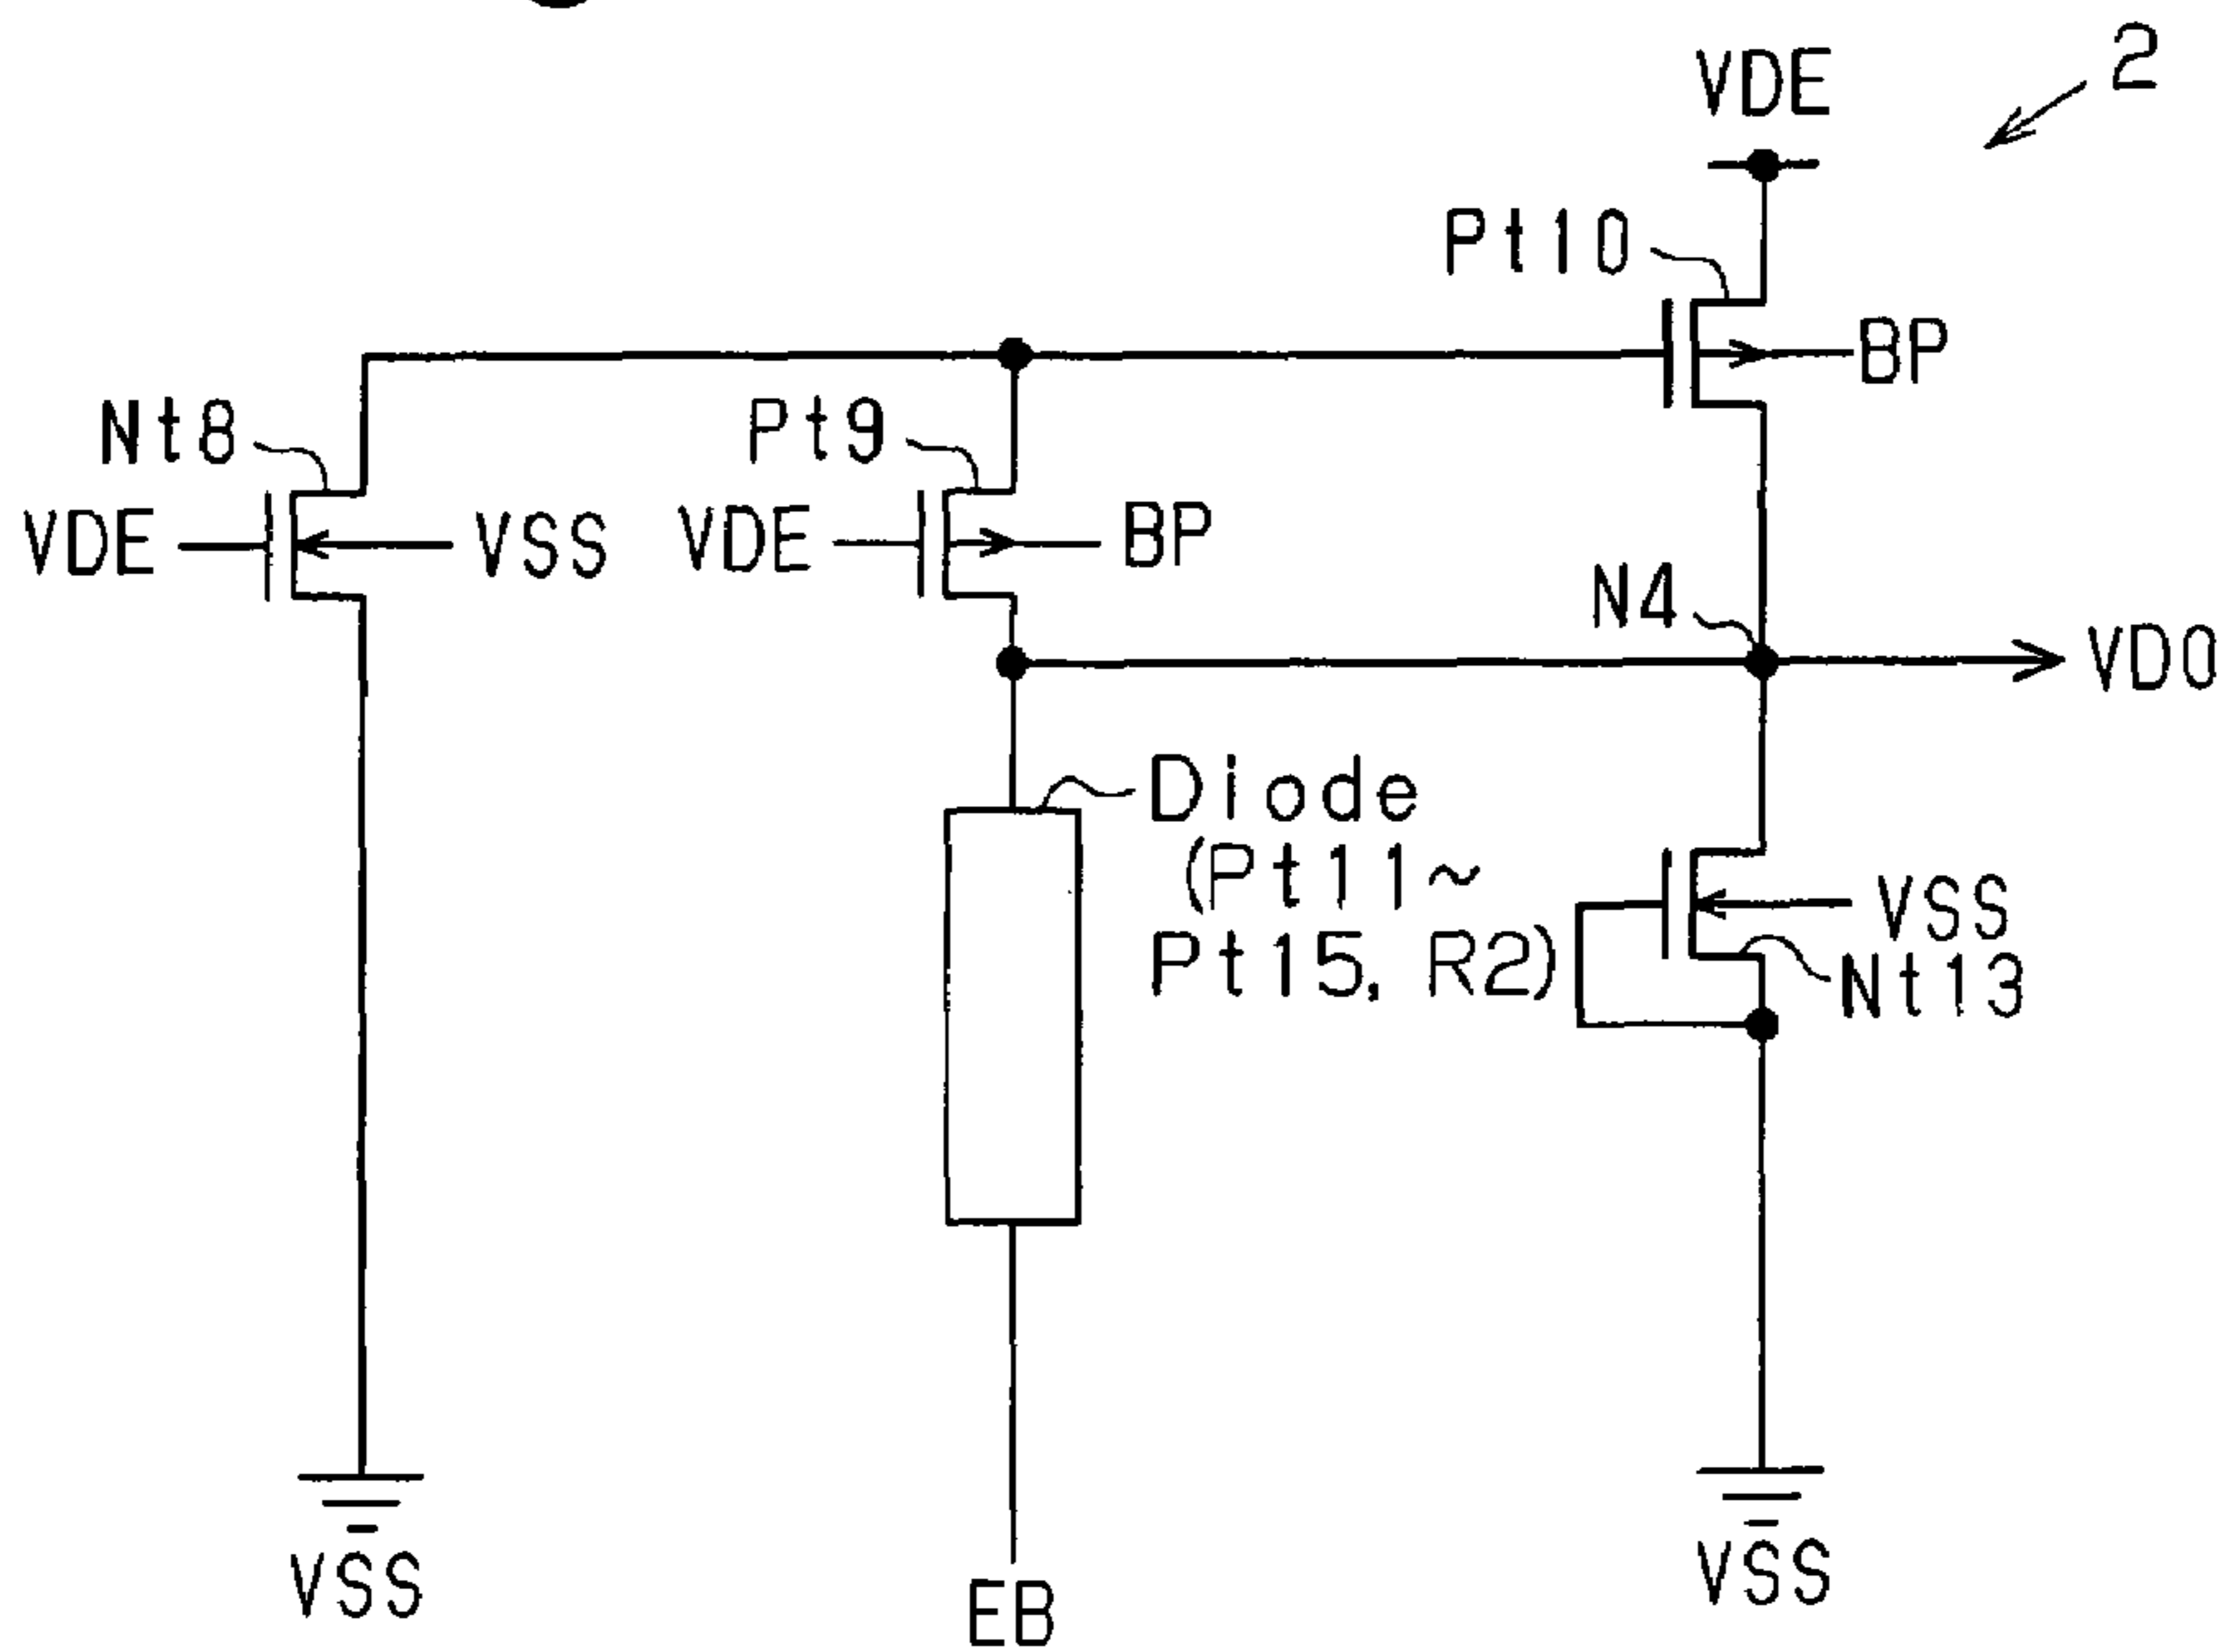 2
VDE
Pt10
BP
Nt8
Pt9
VDE
VSS
VDE
BP
N4
VDO
Diode
(Pt11~
Pt15, R2)
VSS
Nt13
VSS
EB
VSS